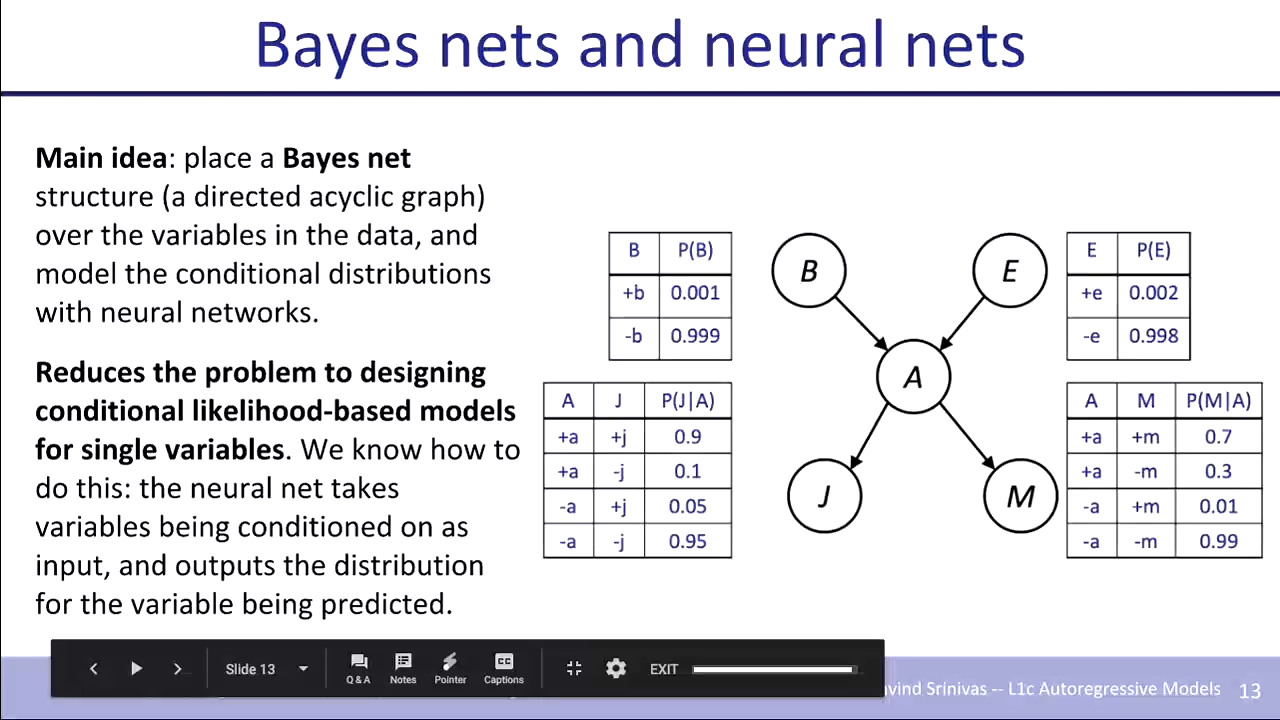 Bayes nets and neural nets
Main idea: place a Bayes net
structure (a directed acyclic graph)
over the variables in the data, and
model the conditional distributions
with neural networks.
Reduces the problem to designing
conditional likelihood-based models
for single variables. We know how to
do this: the neural net takes
variables being conditioned on as
input, and outputs the distribution
for the variable being predicted.
B P(B)
+b 0.001
-b 0.999
B
E
A
J
M
E P(E)
+e 0.002
-e 0.998
A J P(J|A)
+a +j 0.9
+a -j 0.1
-a +j 0.05
-a -j 0.95
A M P(M|A)
+a +m 0.7
+a -m 0.3
-a +m 0.01
-a -m 0.99
Slide 13
Q & A
Notes
Pointer
CC
Captions
EXIT
Srinivas -- L1c Autoregressive Models
13